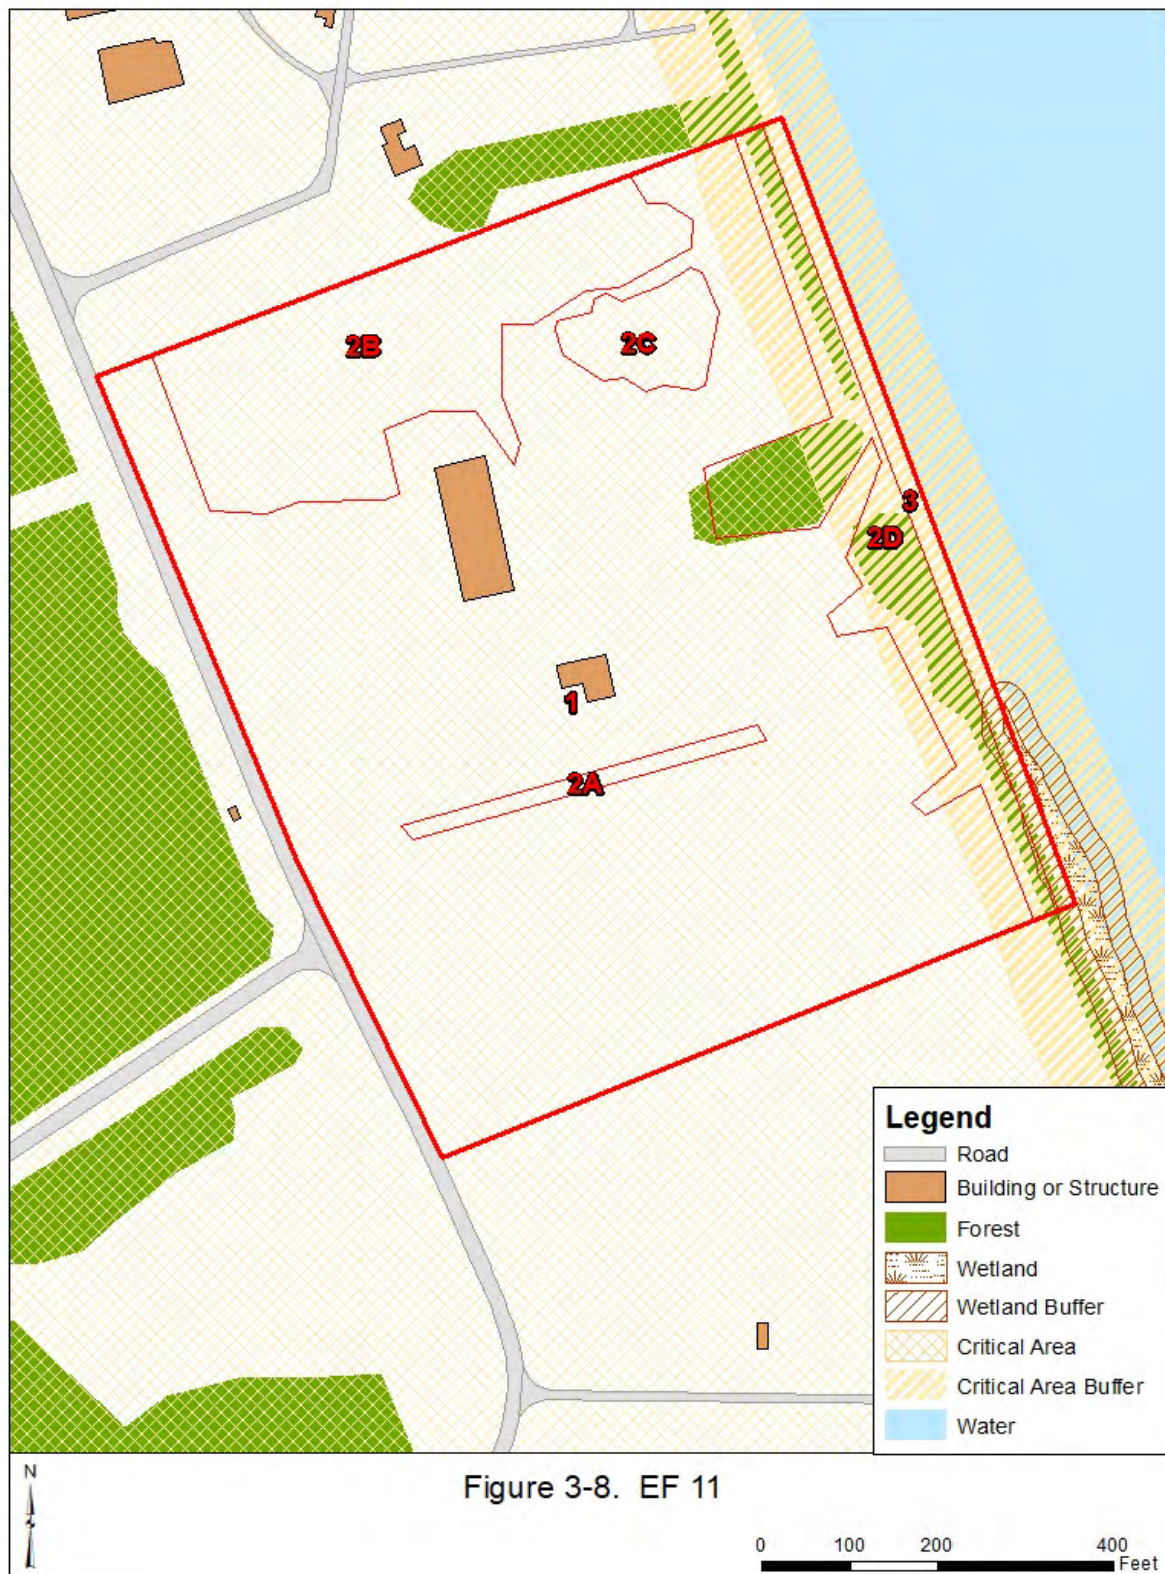 2B
2C
3
2D
1
2A
Legend
Road
Building or Structure
Forest
Wetland
Wetland Buffer
Critical Area
Critical Area Buffer
Water
N
Figure 3-8. EF 11
0 100 200 400
Feet